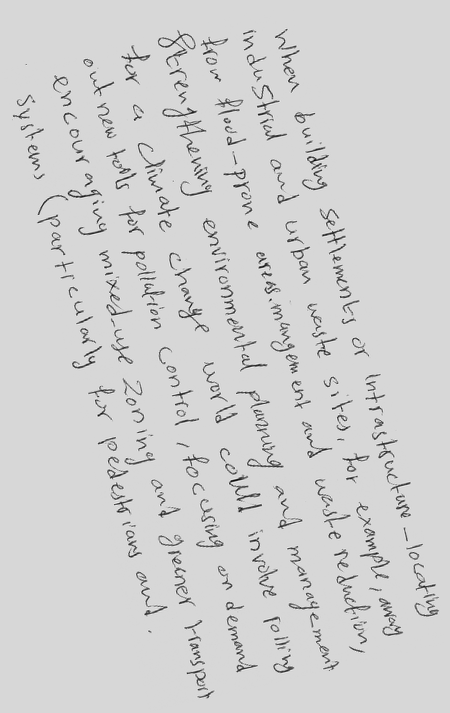 When building settlements or infrastructure - locating
industrial and urban waste sites, for example, away
from flood-prone areas. mangement and waste reduction,
Strengthening environmental planning and management
for a climate change world could involve rolling
out new tolls for pollution control, focusing on demand
encouraging mixed-use zoning and greener transport
systems (particularly for pedestrians and.